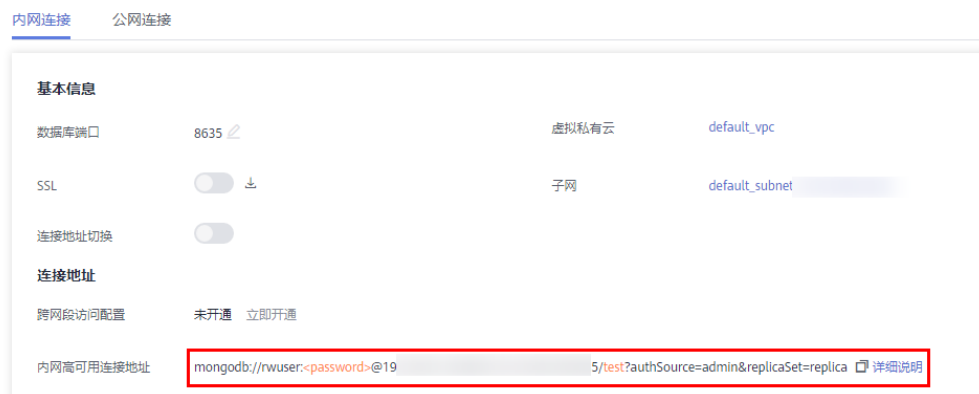 内网连接 公网连接
基本信息
数据库端口 8635 虚拟私有云 default_vpc
SSL 子网 default_subnet
连接地址切换
连接地址
跨网段访问配置 未开通 立即开通
内网高可用连接地址 mongodb://rwuser:<password>@19 5/test?authSource=admin&replicaSet=replica 详细说明